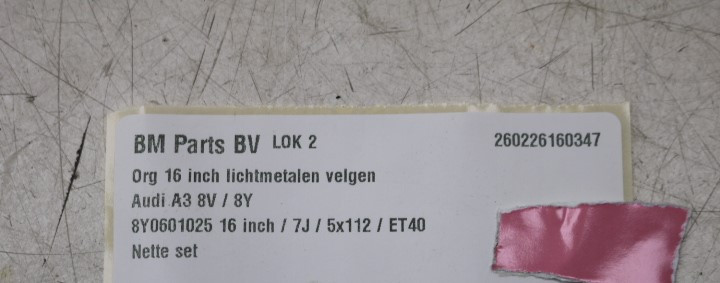 BM Parts BV LOK 2 260226160347
Org 16 inch lichtmetalen velgen
Audi A3 8V / 8Y
8Y0601025 16 inch / 7J / 5x112 / ET40
Nette set